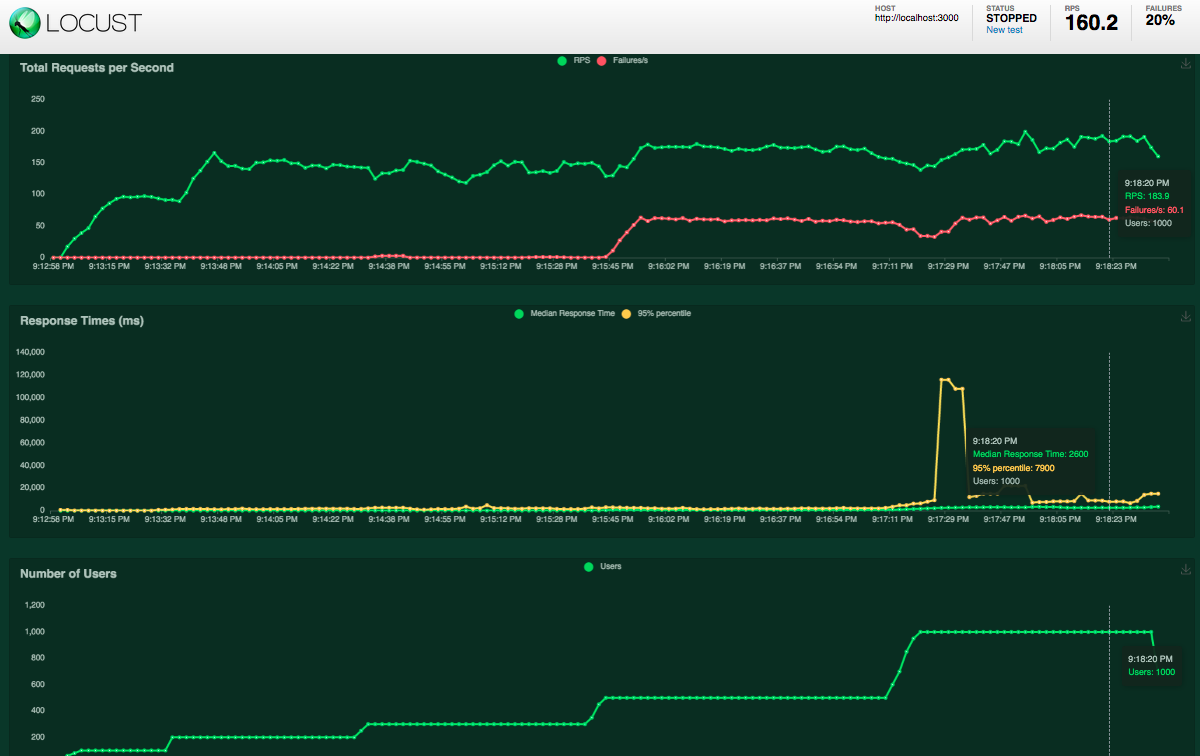 LOCUST
HOST
http://localhost:3000
STATUS
STOPPED
New test
RPS
160.2
FAILURES
20%
Total Requests per Second
RPS Failures/s
250
200
150
100
50
0
9:12:58 PM 9:13:15 PM 9:13:32 PM 9:13:48 PM 9:14:05 PM 9:14:22 PM 9:14:38 PM 9:14:55 PM 9:15:12 PM 9:15:28 PM 9:15:45 PM 9:16:02 PM 9:16:19 PM 9:16:37 PM 9:16:54 PM 9:17:11 PM 9:17:29 PM 9:17:47 PM 9:18:05 PM 9:18:23 PM
9:18:20 PM
RPS: 183.9
Failures/s: 60.1
Users: 1000
Response Times (ms)
Median Response Time 95% percentile
140,000
120,000
100,000
80,000
60,000
40,000
20,000
0
9:12:58 PM 9:13:15 PM 9:13:32 PM 9:13:48 PM 9:14:05 PM 9:14:22 PM 9:14:38 PM 9:14:55 PM 9:15:12 PM 9:15:28 PM 9:15:45 PM 9:16:02 PM 9:16:19 PM 9:16:37 PM 9:16:54 PM 9:17:11 PM 9:17:29 PM 9:17:47 PM 9:18:05 PM 9:18:23 PM
9:18:20 PM
Median Response Time: 2600
95% percentile: 7900
Users: 1000
Number of Users
Users
1,200
1,000
800
600
400
200
9:18:20 PM
Users: 1000